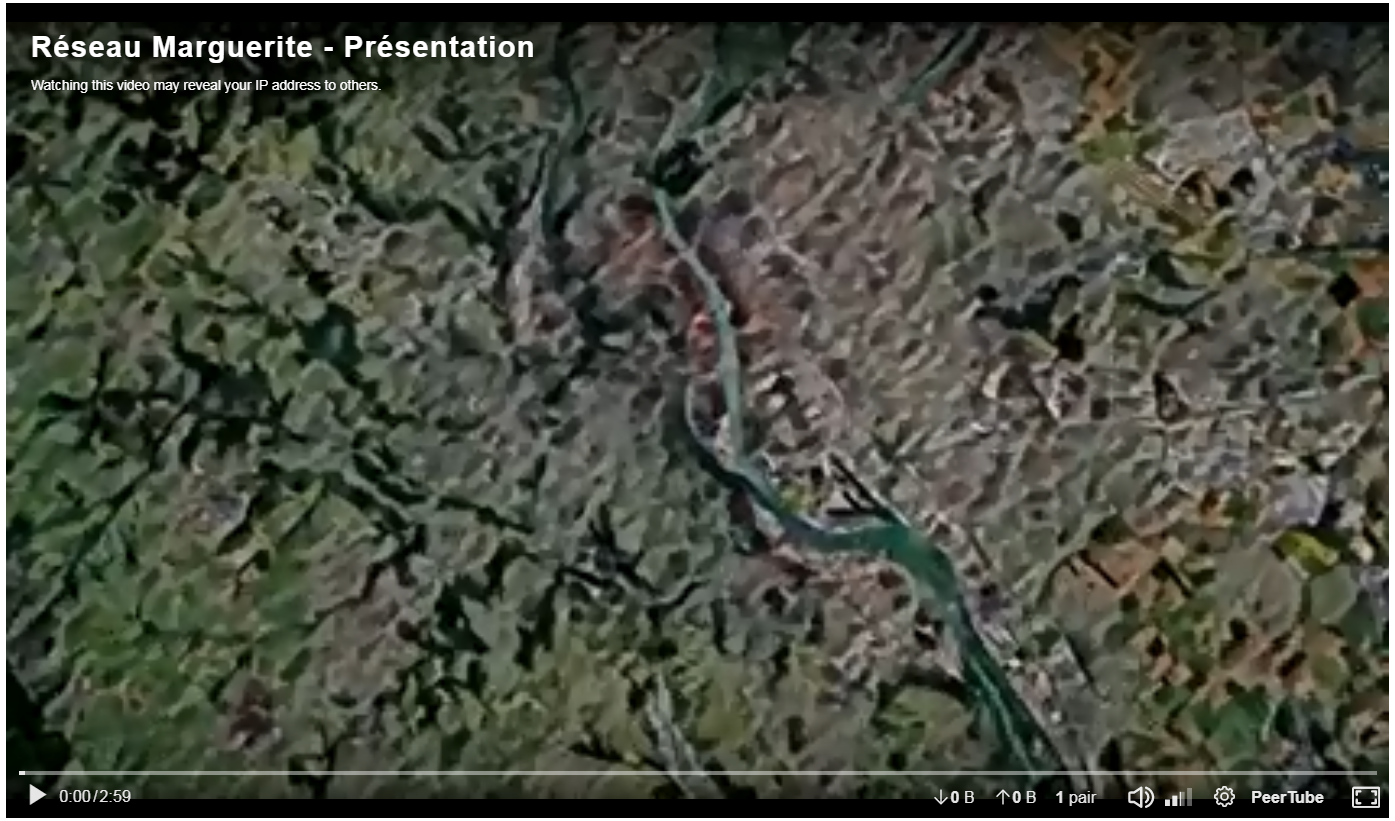 Réseau Marguerite - Présentation
Watching this video may reveal your IP address to others.
0:00/2:59
↓0 B ↑0 B 1 pair PeerTube